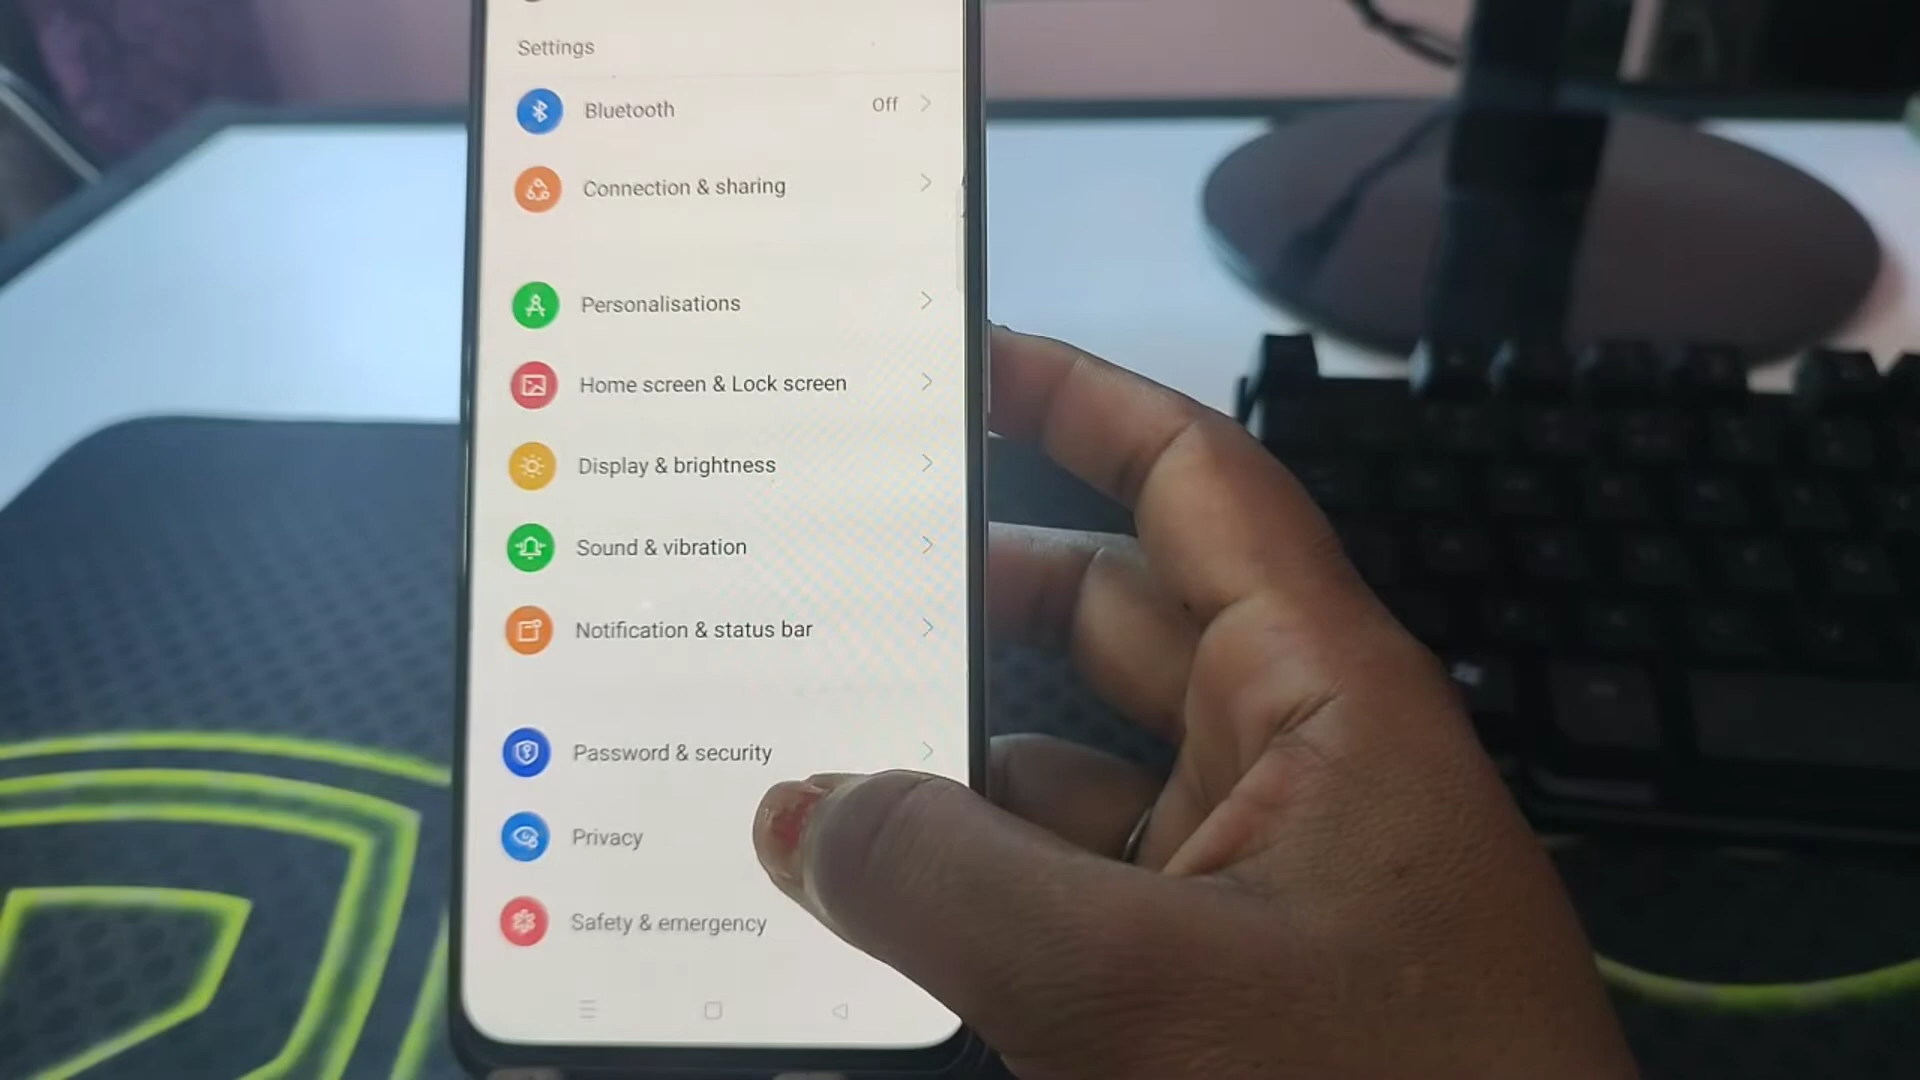 Settings
Bluetooth Off
Connection & sharing
Personalisations
Home screen & Lock screen
Display & brightness
Sound & vibration
Notification & status bar
Password & security
Privacy
Safety & emergency